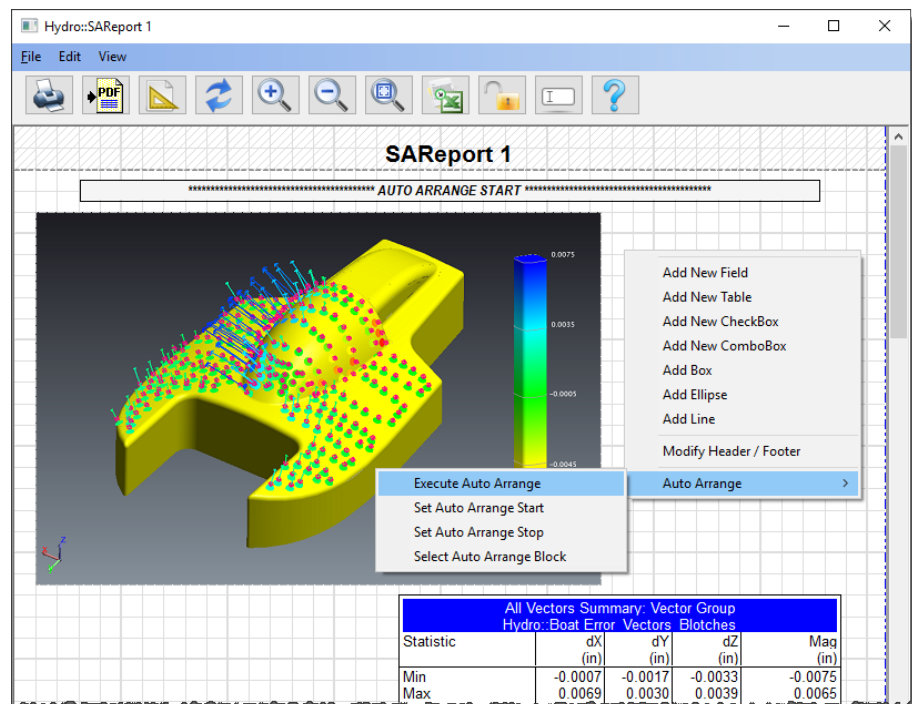 Hydro::SAReport 1
File Edit View
PDF
SAReport 1
****************************************** AUTO ARRANGE START ******************************************
0.0075
0.0035
-0.0005
-0.0045
Add New Field
Add New Table
Add New CheckBox
Add New ComboBox
Add Box
Add Ellipse
Add Line
Modify Header / Footer
Auto Arrange
Execute Auto Arrange
Set Auto Arrange Start
Set Auto Arrange Stop
Select Auto Arrange Block
X Z
All Vectors Summary: Vector Group
Hydro::Boat Error Vectors Blotches
Statistic dX dY dZ Mag
(in) (in) (in) (in)
Min -0.0007 -0.0017 -0.0033 -0.0075
Max 0.0069 0.0030 0.0039 0.0065